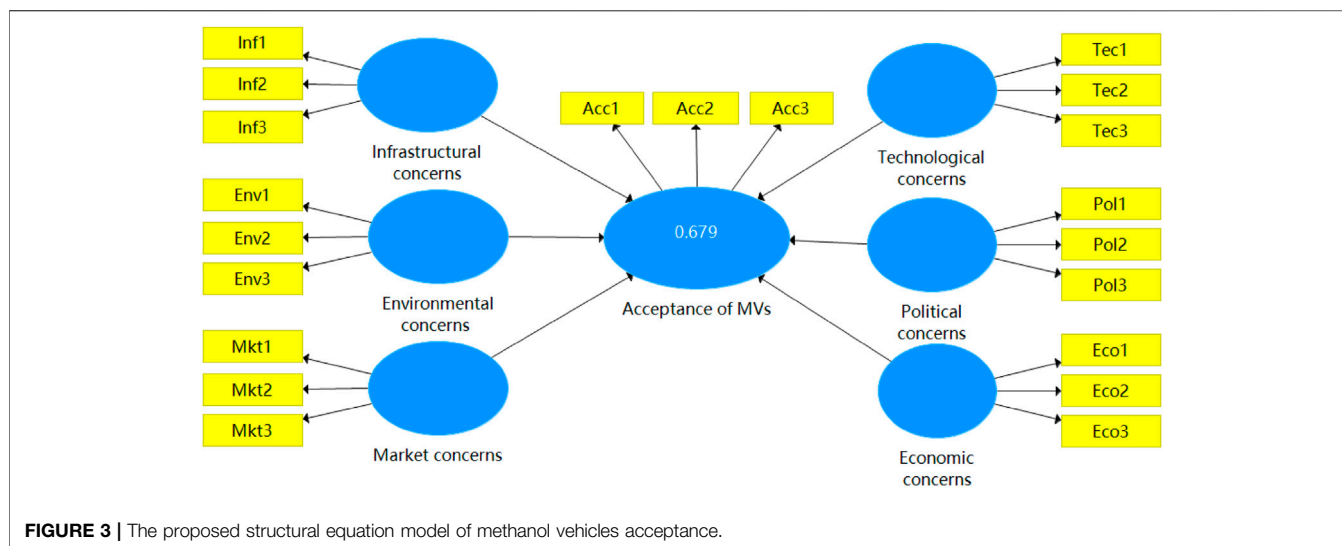 Inf1
Inf2
Inf3
Infrastructural
concerns
Env1
Env2
Env3
Environmental
concerns
Mkt1
Mkt2
Mkt3
Market concerns
Acc1
Acc2
Acc3
0.679
Acceptance of MVs
Tec1
Tec2
Tec3
Technological
concerns
Pol1
Pol2
Pol3
Political
concerns
Eco1
Eco2
Eco3
Economic
concerns
FIGURE 3 | The proposed structural equation model of methanol vehicles acceptance.